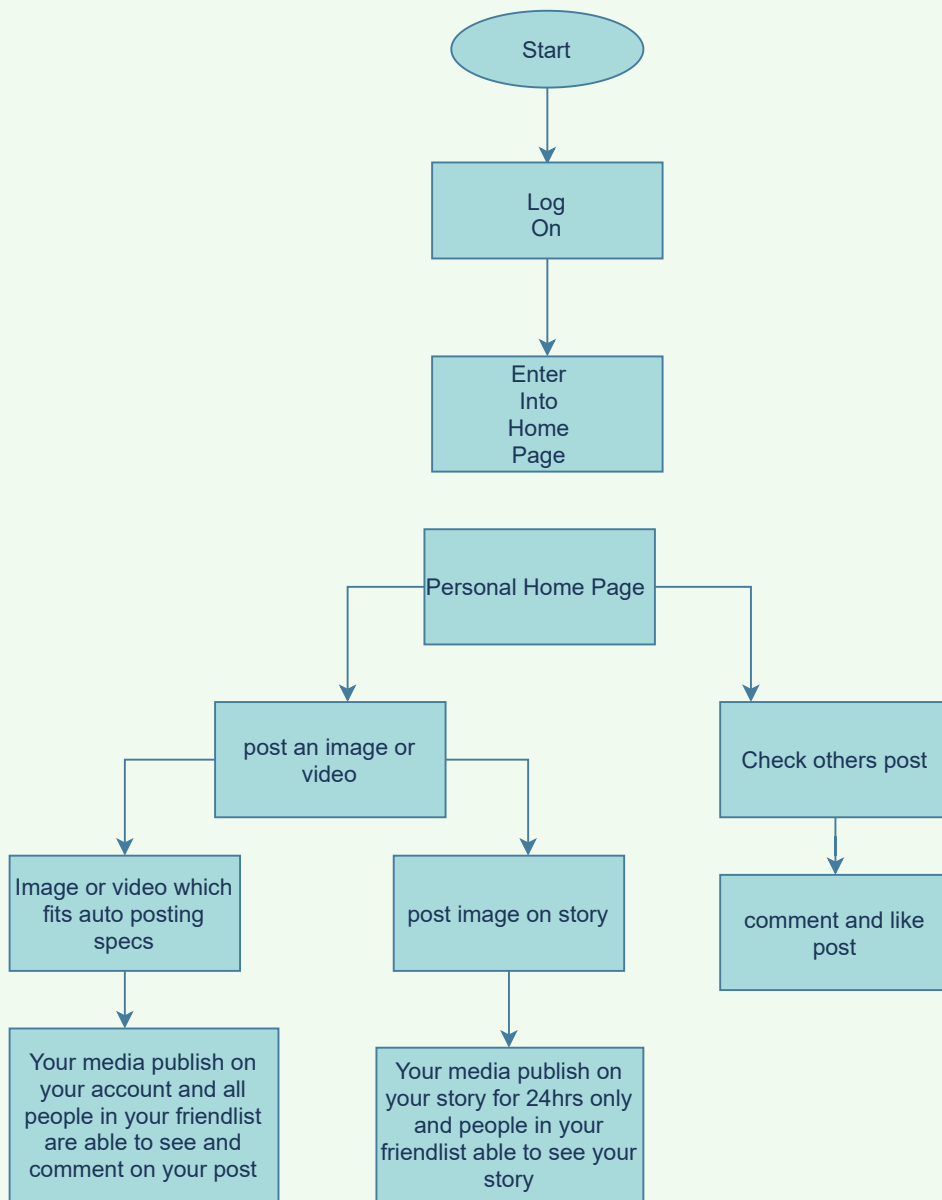 Start
Log
On
Enter
Into
Home
Page
Personal Home Page
post an image or
video
Check others post
Image or video which
fits auto posting
specs
post image on story
comment and like
post
Your media publish on
your account and all
people in your friendlist
are able to see and
comment on your post
Your media publish on
your story for 24hrs only
and people in your
friendlist able to see your
story